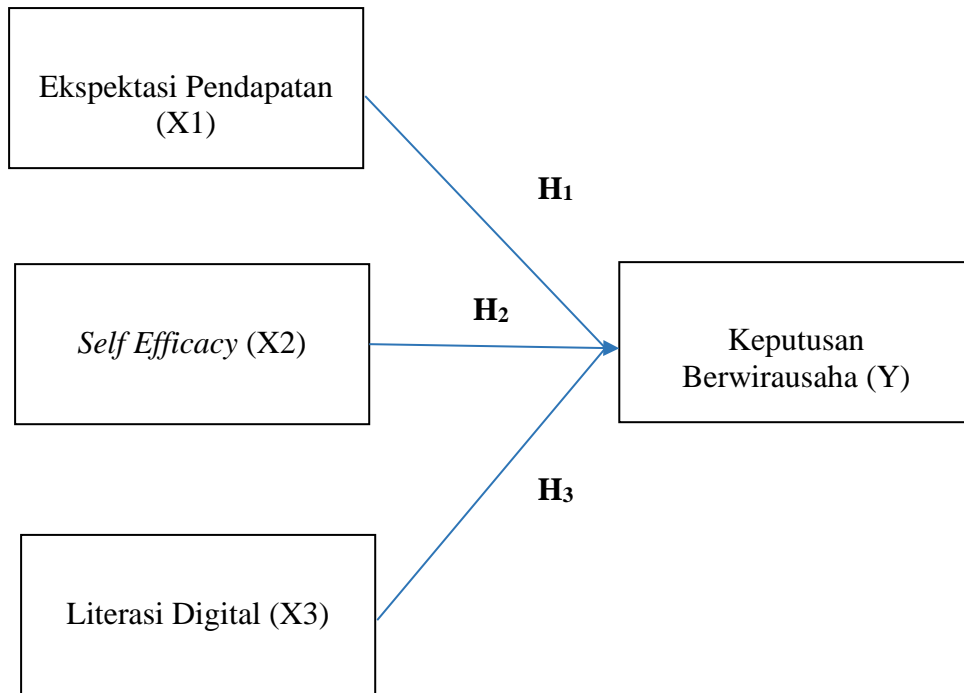 Ekspektasi Pendapatan
(X1)
H1
Self Efficacy (X2)
H2
Keputusan
Berwirausaha (Y)
H3
Literasi Digital (X3)